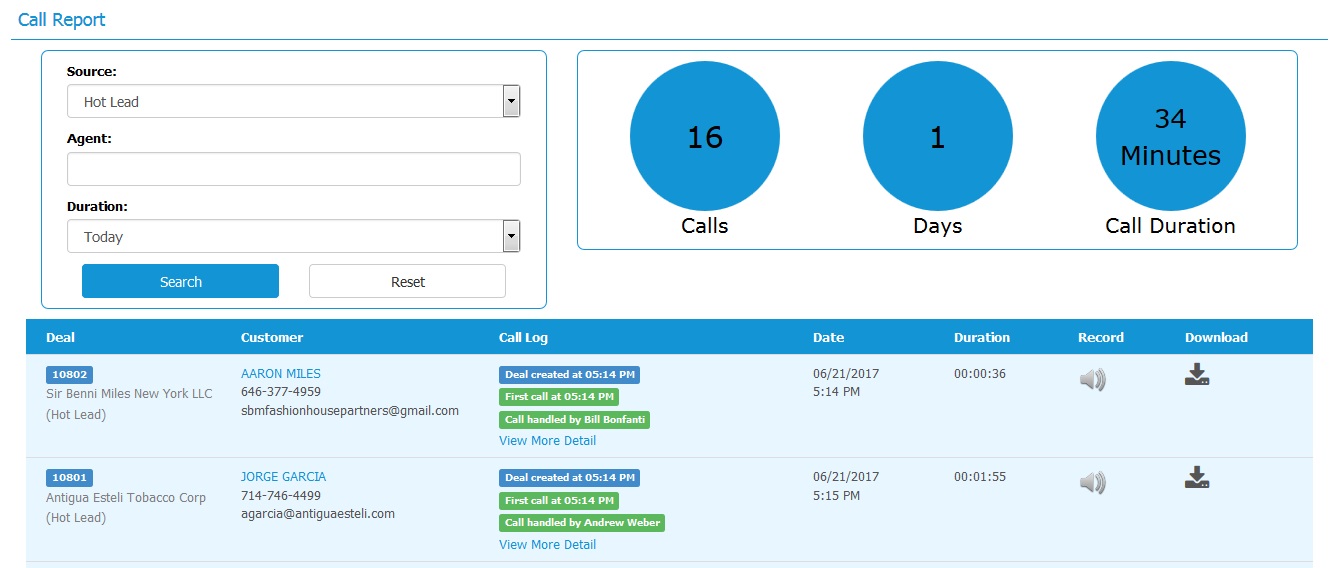 Call Report
Source:
Hot Lead
Agent:
Duration:
Today
Search
Reset
16
Calls
1
Days
34
Minutes
Call Duration
Deal
Customer
Call Log
Date
Duration
Record
Download
10802
Sir Benni Miles New York LLC
(Hot Lead)
AARON MILES
646-377-4959
sbmfashionhousepartners@gmail.com
Deal created at 05:14 PM
First call at 05:14 PM
Call handled by Bill Bonfanti
View More Detail
06/21/2017
5:14 PM
00:00:36
10801
Antigua Esteli Tobacco Corp
(Hot Lead)
JORGE GARCIA
714-746-4499
agarcia@antiguaesteli.com
Deal created at 05:14 PM
First call at 05:14 PM
Call handled by Andrew Weber
View More Detail
06/21/2017
5:15 PM
00:01:55